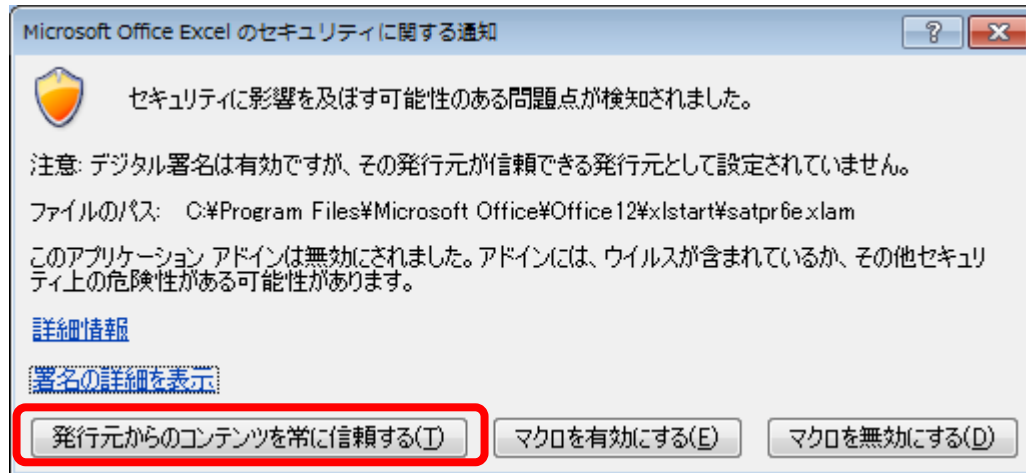 Microsoft Office Excel のセキュリティに関する通知
セキュリティに影響を及ぼす可能性のある問題点が検知されました。
注意: デジタル署名は有効ですが、その発行元が信頼できる発行元として設定されていません。
ファイルのパス: C:¥Program Files¥Microsoft Office¥Office12¥xlstart¥satpr6e.xlam
このアプリケーション アドインは無効にされました。アドインには、ウイルスが含まれているか、その他セキュリ
ティ上の危険性がある可能性があります。
詳細情報
署名の詳細を表示
発行元からのコンテンツを常に信頼する(T) マクロを有効にする(E) マクロを無効にする(D)